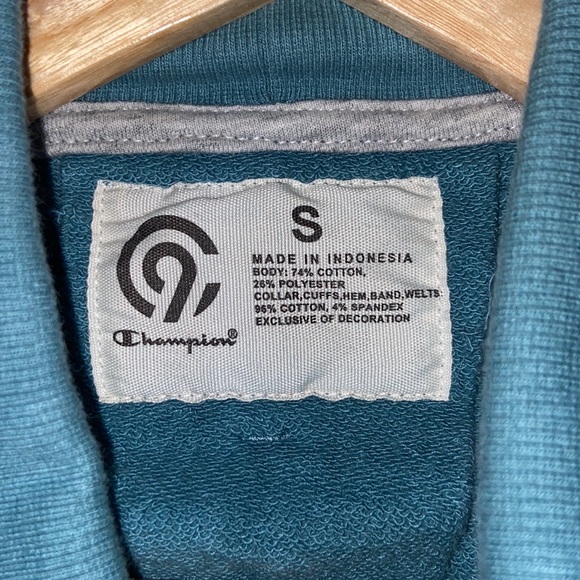 S
MADE IN INDONESIA
BODY: 74% COTTON,
26% POLYESTER
COLLAR,CUFFS,HEM,BAND,WELTS:
96% COTTON, 4% SPANDEX
EXCLUSIVE OF DECORATION
C9
Champion®